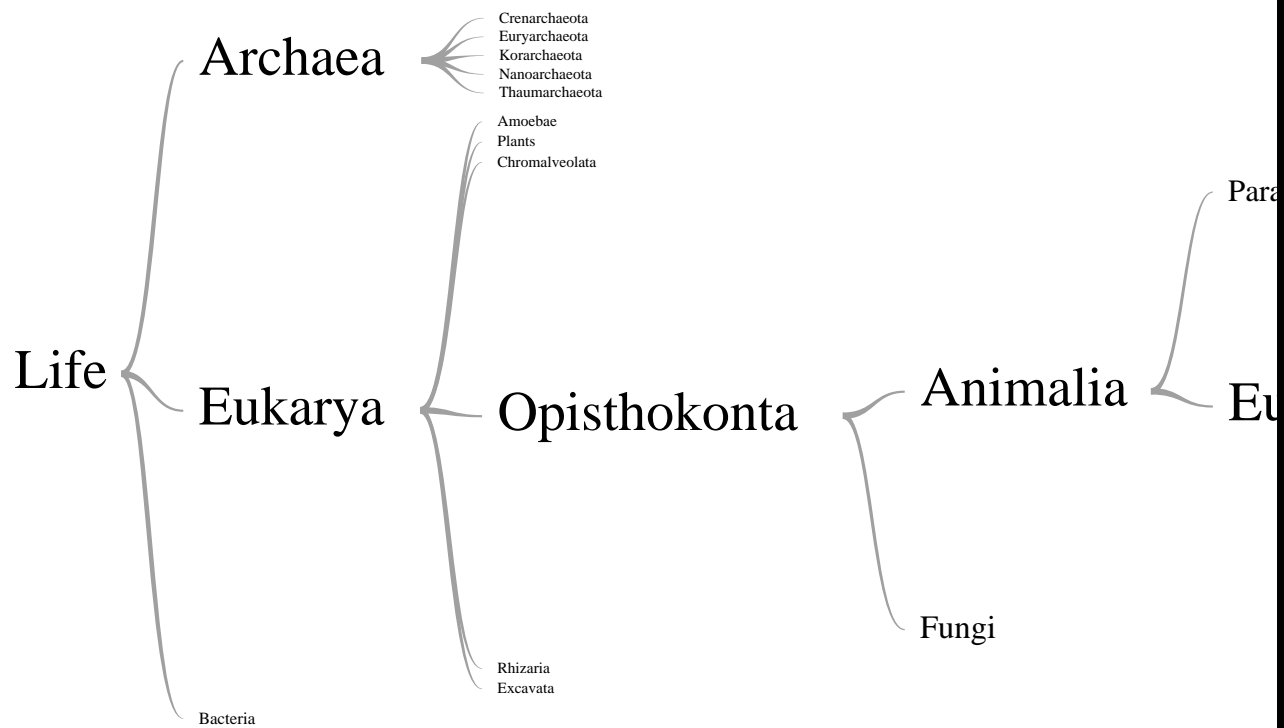 Life
Archaea
Crenarchaeota
Euryarchaeota
Korarchaeota
Nanoarchaeota
Thaumarchaeota
Eukarya
Amoebae
Plants
Chromalveolata
Opisthokonta
Animalia
Para
Eu
Fungi
Rhizaria
Excavata
Bacteria